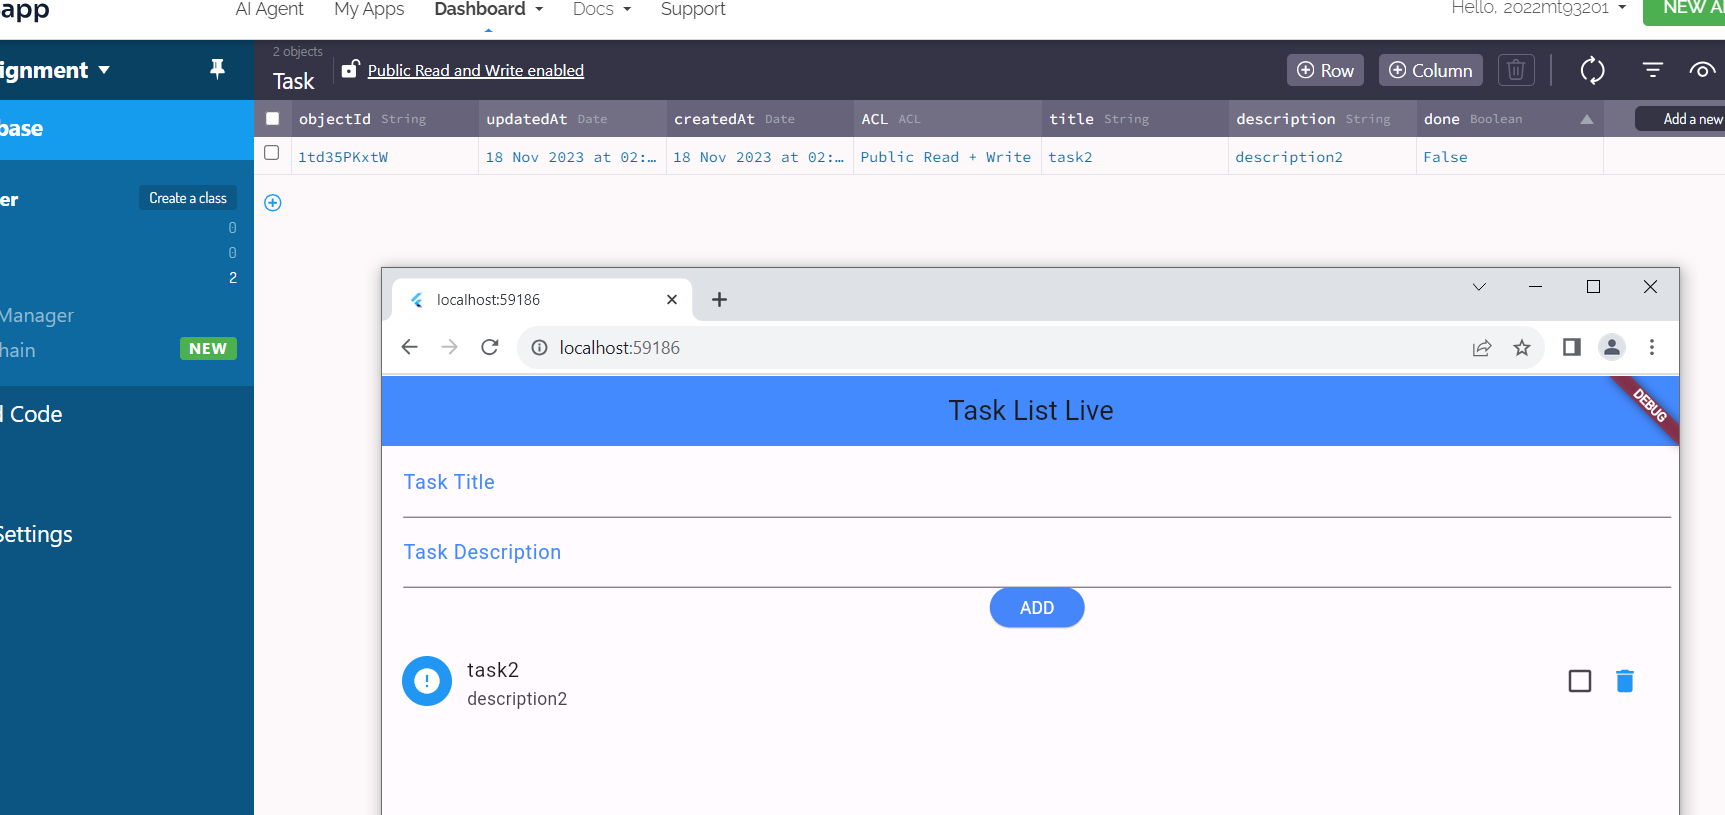 app AI Agent My Apps Dashboard Docs Support Hello, 2022mt93201 NEW A
ignment
2 objects
Task Public Read and Write enabled Row Column
base
objectId String updatedAt Date createdAt Date ACL ACL title String description String done Boolean Add a new
1td35PKxtW 18 Nov 2023 at 02:… 18 Nov 2023 at 02:… Public Read + Write task2 description2 False
er Create a class
0
0
2
Manager
hain NEW
d Code
Settings
localhost:59186
localhost:59186
Task List Live
DEBUG
Task Title
Task Description
ADD
task2
description2